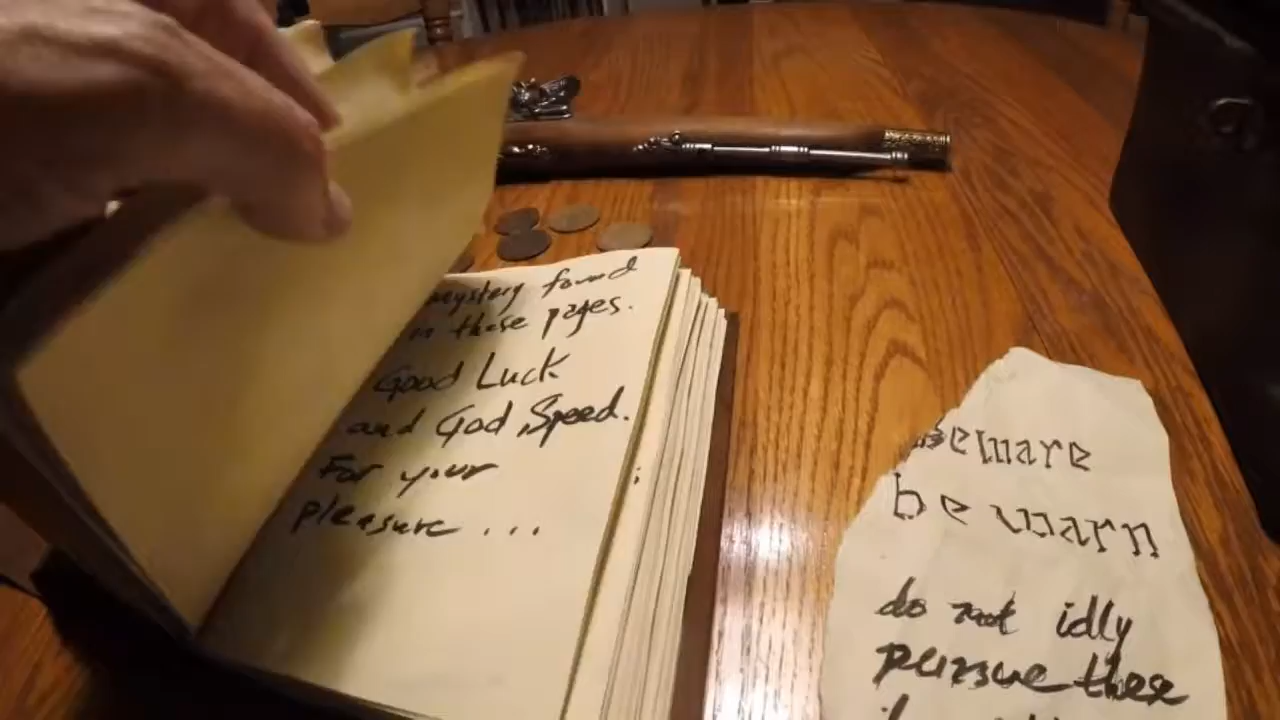 mystery found
in these pages.
Good Luck
and God Speed.
For your
pleasure ...
Beware
be warn
do not idly
pursue these